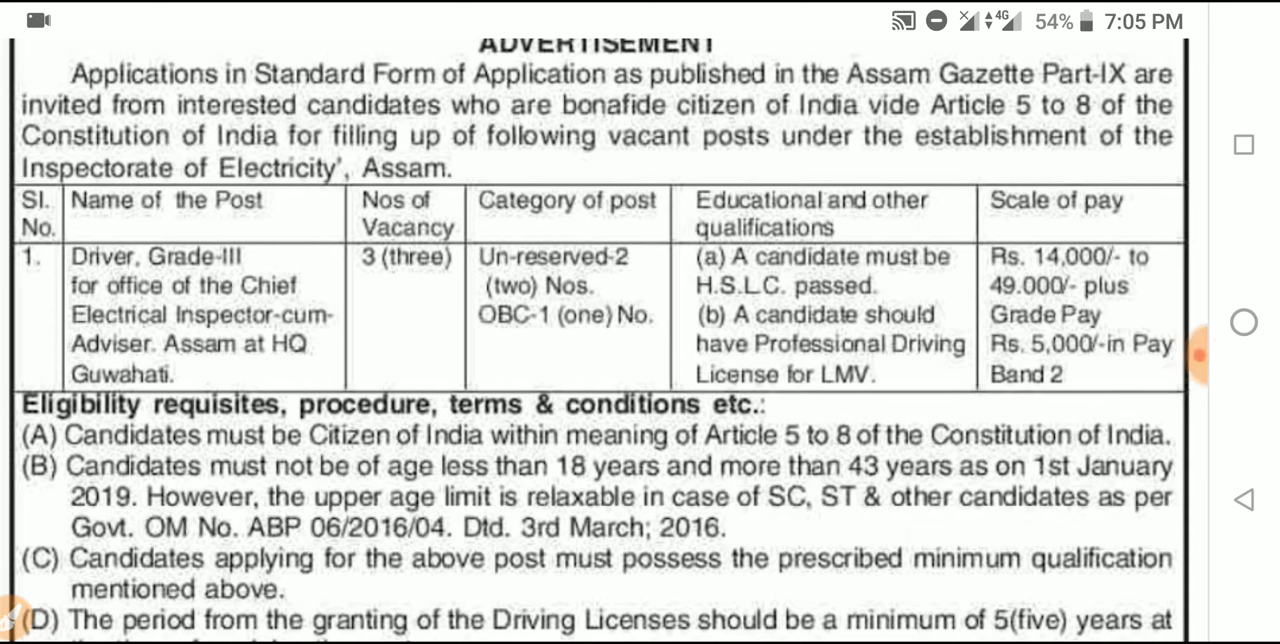 54% 7:05 PM
4G
ADVERTISEMENT
Applications in Standard Form of Application as published in the Assam Gazette Part-IX are
invited from interested candidates who are bonafide citizen of India vide Article 5 to 8 of the
Constitution of India for filling up of following vacant posts under the establishment of the
Inspectorate of Electricity', Assam.
Sl. No.
Name of the Post
Nos of Vacancy
Category of post
Educational and other qualifications
Scale of pay
1.
Driver, Grade-III
for office of the Chief
Electrical Inspector-cum-
Adviser. Assam at HQ
Guwahati.
3 (three)
Un-reserved-2
(two) Nos.
OBC-1 (one) No.
(a) A candidate must be
H.S.L.C. passed.
(b) A candidate should
have Professional Driving
License for LMV.
Rs. 14,000/- to
49.000/- plus
Grade Pay
Rs. 5,000/-in Pay
Band 2
Eligibility requisites, procedure, terms & conditions etc.:
(A) Candidates must be Citizen of India within meaning of Article 5 to 8 of the Constitution of India.
(B) Candidates must not be of age less than 18 years and more than 43 years as on 1st January
2019. However, the upper age limit is relaxable in case of SC, ST & other candidates as per
Govt. OM No. ABP 06/2016/04. Dtd. 3rd March; 2016.
(C) Candidates applying for the above post must possess the prescribed minimum qualification
mentioned above.
(D) The period from the granting of the Driving Licenses should be a minimum of 5(five) years at